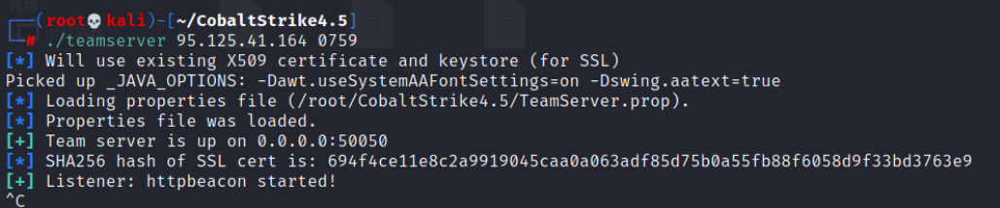 ┌──(root💀kali)-[~/CobaltStrike4.5]
└─# ./teamserver 95.125.41.164 0759
[*] Will use existing X509 certificate and keystore (for SSL)
Picked up _JAVA_OPTIONS: -Dawt.useSystemAAFontSettings=on -Dswing.aatext=true
[*] Loading properties file (/root/CobaltStrike4.5/TeamServer.prop).
[*] Properties file was loaded.
[+] Team server is up on 0.0.0.0:50050
[*] SHA256 hash of SSL cert is: 694f4ce11e8c2a9919045caa0a063adf85d75b0a55fb88f6058d9f33bd3763e9
[+] Listener: httpbeacon started!
^C